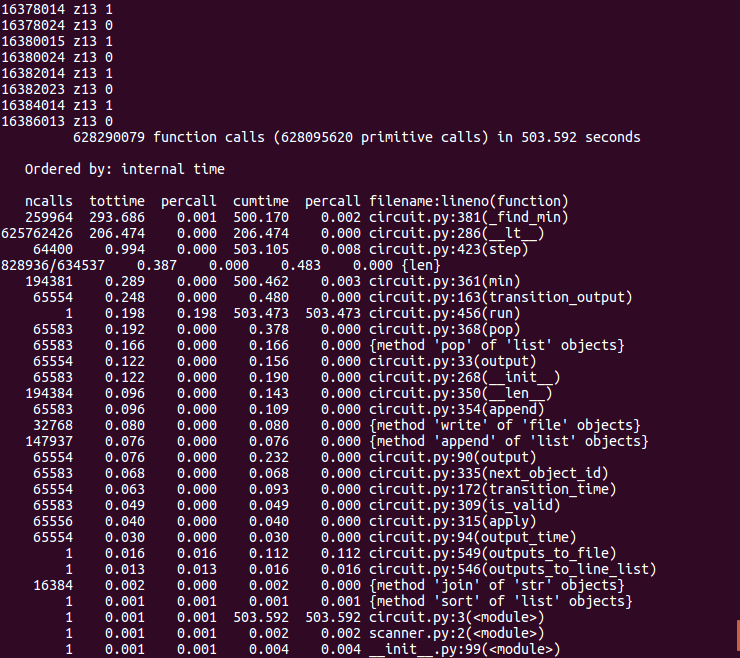 16378014 z13 1
16378024 z13 0
16380015 z13 1
16380024 z13 0
16382014 z13 1
16382023 z13 0
16384014 z13 1
16386013 z13 0
628290079 function calls (628095620 primitive calls) in 503.592 seconds
Ordered by: internal time
ncalls tottime percall cumtime percall filename:lineno(function)
259964 293.686 0.001 500.170 0.002 circuit.py:381(_find_min)
625762426 206.474 0.000 206.474 0.000 circuit.py:286(__lt__)
64400 0.994 0.000 503.105 0.008 circuit.py:423(step)
828936/634537 0.387 0.000 0.483 0.000 {len}
194381 0.289 0.000 500.462 0.003 circuit.py:361(min)
65554 0.248 0.000 0.480 0.000 circuit.py:163(transition_output)
1 0.198 0.198 503.473 503.473 circuit.py:456(run)
65583 0.192 0.000 0.378 0.000 circuit.py:368(pop)
65583 0.166 0.000 0.166 0.000 {method 'pop' of 'list' objects}
65554 0.122 0.000 0.156 0.000 circuit.py:33(output)
65583 0.122 0.000 0.190 0.000 circuit.py:268(__init__)
194384 0.096 0.000 0.143 0.000 circuit.py:350(__len__)
65583 0.096 0.000 0.109 0.000 circuit.py:354(append)
32768 0.080 0.000 0.080 0.000 {method 'write' of 'file' objects}
147937 0.076 0.000 0.076 0.000 {method 'append' of 'list' objects}
65554 0.076 0.000 0.232 0.000 circuit.py:90(output)
65583 0.068 0.000 0.068 0.000 circuit.py:335(next_object_id)
65554 0.063 0.000 0.093 0.000 circuit.py:172(transition_time)
65583 0.049 0.000 0.049 0.000 circuit.py:309(is_valid)
65556 0.040 0.000 0.040 0.000 circuit.py:315(apply)
65554 0.030 0.000 0.030 0.000 circuit.py:94(output_time)
1 0.016 0.016 0.112 0.112 circuit.py:549(outputs_to_file)
1 0.013 0.013 0.016 0.016 circuit.py:546(outputs_to_line_list)
16384 0.002 0.000 0.002 0.000 {method 'join' of 'str' objects}
1 0.001 0.001 0.001 0.001 {method 'sort' of 'list' objects}
1 0.001 0.001 503.592 503.592 circuit.py:3(<module>)
1 0.001 0.001 0.002 0.002 scanner.py:2(<module>)
1 0.001 0.001 0.004 0.004 __init__.py:99(<module>)